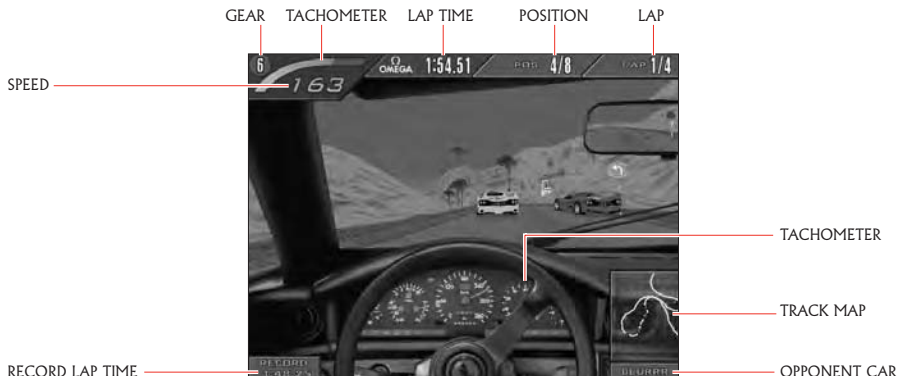 GEAR TACHOMETER LAP TIME POSITION LAP
6 OMEGA 1:54.51 POS 4/8 LAP 1/4
SPEED
163
TACHOMETER
TRACK MAP
RECORD
RECORD LAP TIME
OPPONENT CAR